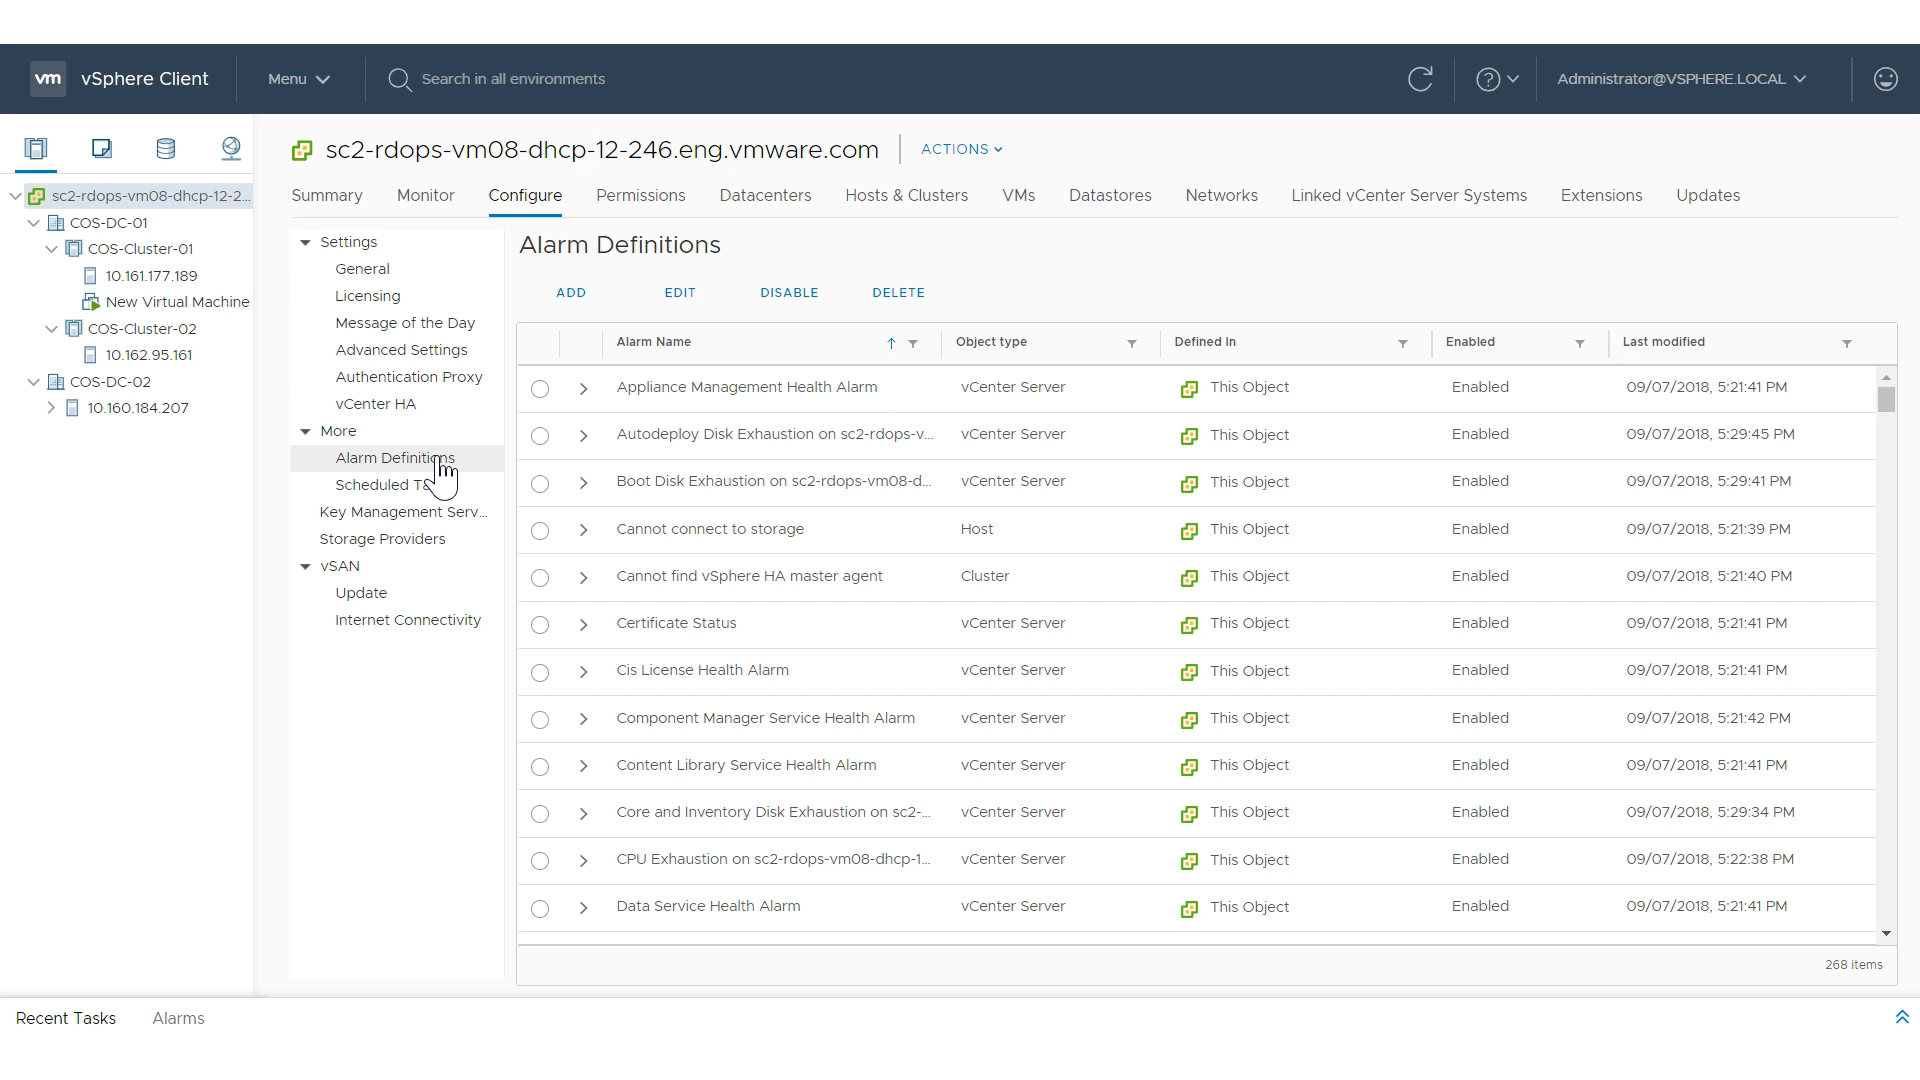 vm vSphere Client Menu Search in all environments ? Administrator@VSPHERE.LOCAL
sc2-rdops-vm08-dhcp-12-2...
COS-DC-01
COS-Cluster-01
10.161.177.189
New Virtual Machine
COS-Cluster-02
10.162.95.161
COS-DC-02
10.160.184.207
sc2-rdops-vm08-dhcp-12-246.eng.vmware.com ACTIONS
Summary Monitor Configure Permissions Datacenters Hosts & Clusters VMs Datastores Networks Linked vCenter Server Systems Extensions Updates
Settings
General
Licensing
Message of the Day
Advanced Settings
Authentication Proxy
vCenter HA
More
Alarm Definitions
Scheduled
Key Management Serv...
Storage Providers
vSAN
Update
Internet Connectivity
Alarm Definitions
ADD EDIT DISABLE DELETE
Alarm Name Object type Defined In Enabled Last modified
Appliance Management Health Alarm vCenter Server This Object Enabled 09/07/2018, 5:21:41 PM
Autodeploy Disk Exhaustion on sc2-rdops-v... vCenter Server This Object Enabled 09/07/2018, 5:29:45 PM
Boot Disk Exhaustion on sc2-rdops-vm08-d... vCenter Server This Object Enabled 09/07/2018, 5:29:41 PM
Cannot connect to storage Host This Object Enabled 09/07/2018, 5:21:39 PM
Cannot find vSphere HA master agent Cluster This Object Enabled 09/07/2018, 5:21:40 PM
Certificate Status vCenter Server This Object Enabled 09/07/2018, 5:21:41 PM
Cis License Health Alarm vCenter Server This Object Enabled 09/07/2018, 5:21:41 PM
Component Manager Service Health Alarm vCenter Server This Object Enabled 09/07/2018, 5:21:42 PM
Content Library Service Health Alarm vCenter Server This Object Enabled 09/07/2018, 5:21:41 PM
Core and Inventory Disk Exhaustion on sc2-... vCenter Server This Object Enabled 09/07/2018, 5:29:34 PM
CPU Exhaustion on sc2-rdops-vm08-dhcp-1... vCenter Server This Object Enabled 09/07/2018, 5:22:38 PM
Data Service Health Alarm vCenter Server This Object Enabled 09/07/2018, 5:21:41 PM
268 items
Recent Tasks Alarms